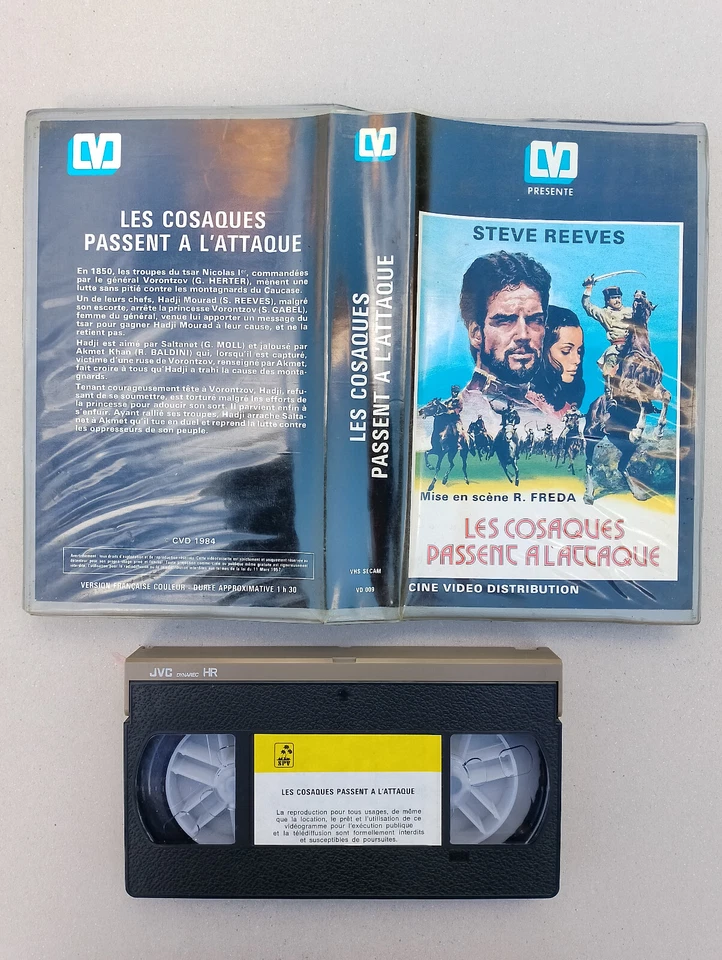 CVD
LES COSAQUES
PASSENT A L'ATTAQUE
En 1850, les troupes du tsar Nicolas Ier, commandées
par le général Vorontzov (G. HERTER), mènent une
lutte sans pitié contre les montagnards du Caucase.
Un de leurs chefs, Hadji Mourad (S. REEVES), malgré
son escorte, arrête la princesse Vorontzov (S. GABEL),
femme du général, venue lui apporter un message du
tsar pour gagner Hadji Mourad à leur cause, et ne la
retient pas.
Hadji est aimé par Saltanet (G. MOLL) et jalousé par
Akmet Khan (R. BALDINI) qui, lorsqu'il est capturé,
victime d'une ruse de Vorontzov, renseigné par Akmet,
fait croire à tous qu'Hadji a trahi la cause des monta-
gnards.
Tenant courageusement tête à Vorontzov, Hadji, refu-
sant de se soumettre, est torturé malgré les efforts de
la princesse pour adoucir son sort. Il parvient enfin à
s'enfuir. Ayant rallié ses troupes, Hadji arrache Salta-
net à Akmet qu'il tue en duel et reprend la lutte contre
les oppresseurs de son peuple.
CVD 1984
VERSION FRANÇAISE COULEUR - DUREE APPROXIMATIVE 1 h 30
CVD
LES COSAQUES
PASSENT A L'ATTAQUE
VHS SECAM
VD 009
CVD
PRESENTE
STEVE REEVES
Mise en scène R. FREDA
LES COSAQUES
PASSENT A L'ATTAQUE
CINE VIDEO DISTRIBUTION
JVC DYNAREC HR
LES COSAQUES PASSENT A L'ATTAQUE
La reproduction pour tous usages, de même
que la location, le prêt et l'utilisation de ce
vidéogramme pour l'exécution publique
et la télédiffusion sont formellement interdits
et susceptibles de poursuites.